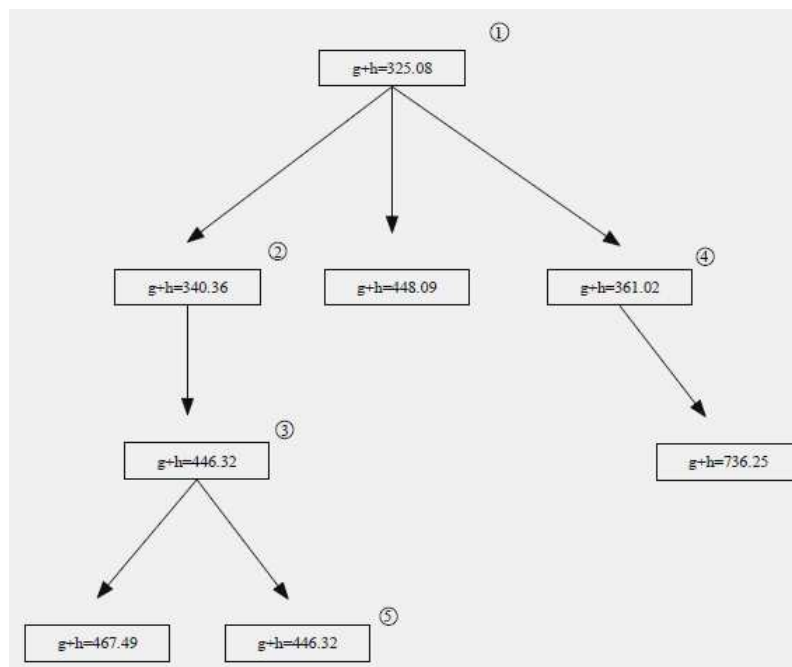 ①
g+h=325.08
②
④
g+h=340.36
g+h=448.09
g+h=361.02
③
g+h=446.32
g+h=736.25
⑤
g+h=467.49
g+h=446.32